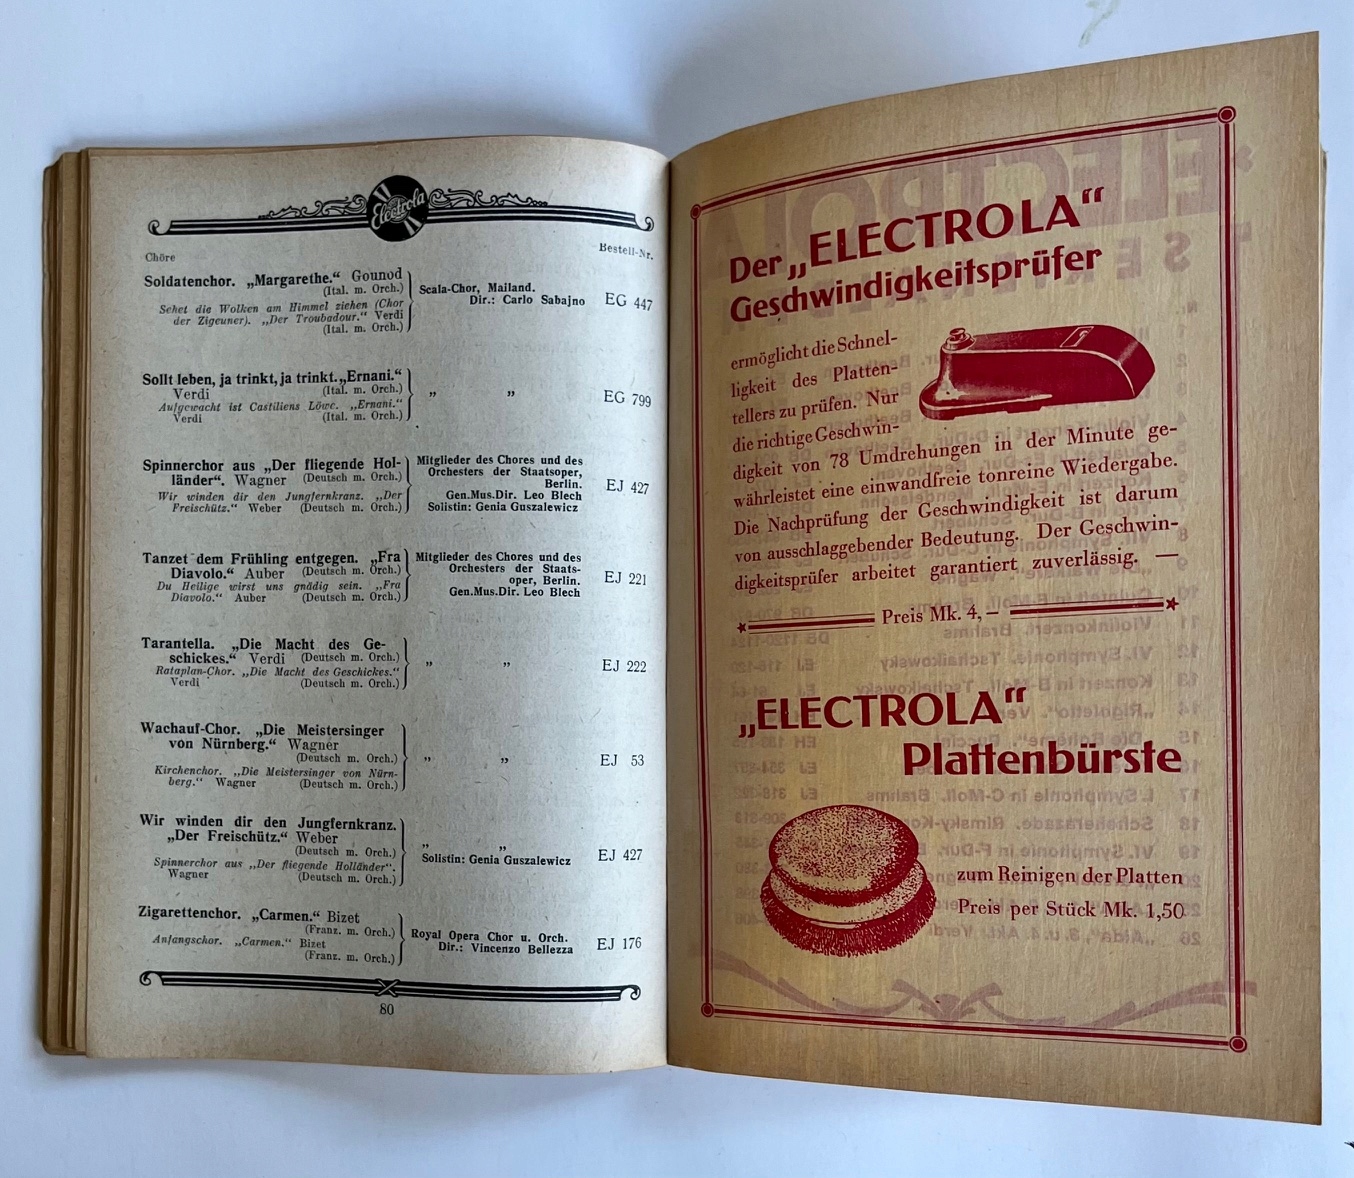 Electrola
Chöre
Bestell-Nr.
Soldatenchor. „Margarethe.“ Gounod
(Ital. m. Orch.)
Sehet die Wolken am Himmel ziehen (Chor
der Zigeuner). „Der Troubadour.“ Verdi
(Ital. m. Orch.)
Scala-Chor, Mailand.
Dir.: Carlo Sabajno
EG 447
Sollt leben, ja trinkt, ja trinkt. „Ernani.“
Verdi (Ital. m. Orch.)
Aufgewacht ist Castiliens Löwe. „Ernani.“
Verdi (Ital. m. Orch.)
„ „
EG 799
Spinnerchor aus „Der fliegende Hol-
länder“. Wagner (Deutsch m. Orch.)
Wir winden dir den Jungfernkranz. „Der
Freischütz.“ Weber (Deutsch m. Orch.)
Mitglieder des Chores und des
Orchesters der Staatsoper,
Berlin.
Gen.Mus.Dir. Leo Blech
Solistin: Genia Guszalewicz
EJ 427
Tanzet dem Frühling entgegen. „Fra
Diavolo.“ Auber (Deutsch m. Orch.)
Du Heilige wirst uns gnädig sein. „Fra
Diavolo.“ Auber (Deutsch m. Orch.)
Mitglieder des Chores und des
Orchesters der Staats-
oper, Berlin.
Gen.Mus.Dir. Leo Blech
EJ 221
Tarantella. „Die Macht des Ge-
schickes.“ Verdi (Deutsch m. Orch.)
Rataplan-Chor. „Die Macht des Geschickes.“
Verdi (Deutsch m. Orch.)
„ „
EJ 222
Wachauf-Chor. „Die Meistersinger
von Nürnberg.“ Wagner
(Deutsch m. Orch.)
Kirchenchor. „Die Meistersinger von Nürn-
berg.“ Wagner (Deutsch m. Orch.)
„ „
EJ 53
Wir winden dir den Jungfernkranz.
„Der Freischütz.“ Weber
(Deutsch m. Orch.)
Spinnerchor aus „Der fliegende Holländer“.
Wagner (Deutsch m. Orch.)
„ „
Solistin: Genia Guszalewicz
EJ 427
Zigarettenchor. „Carmen.“ Bizet
(Franz. m. Orch.)
Anfangschor. „Carmen.“ Bizet
(Franz. m. Orch.)
Royal Opera Chor u. Orch.
Dir.: Vincenzo Bellezza
EJ 176
80
Der „ELECTROLA“
Geschwindigkeitsprüfer
ermöglicht die Schnel-
ligkeit des Platten-
tellers zu prüfen. Nur
die richtige Geschwin-
digkeit von 78 Umdrehungen in der Minute ge-
währleistet eine einwandfreie tonreine Wiedergabe.
Die Nachprüfung der Geschwindigkeit ist darum
von ausschlaggebender Bedeutung. Der Geschwin-
digkeitsprüfer arbeitet garantiert zuverlässig. —
Preis Mk. 4,–
„ELECTROLA“
Plattenbürste
zum Reinigen der Platten
Preis per Stück Mk. 1,50